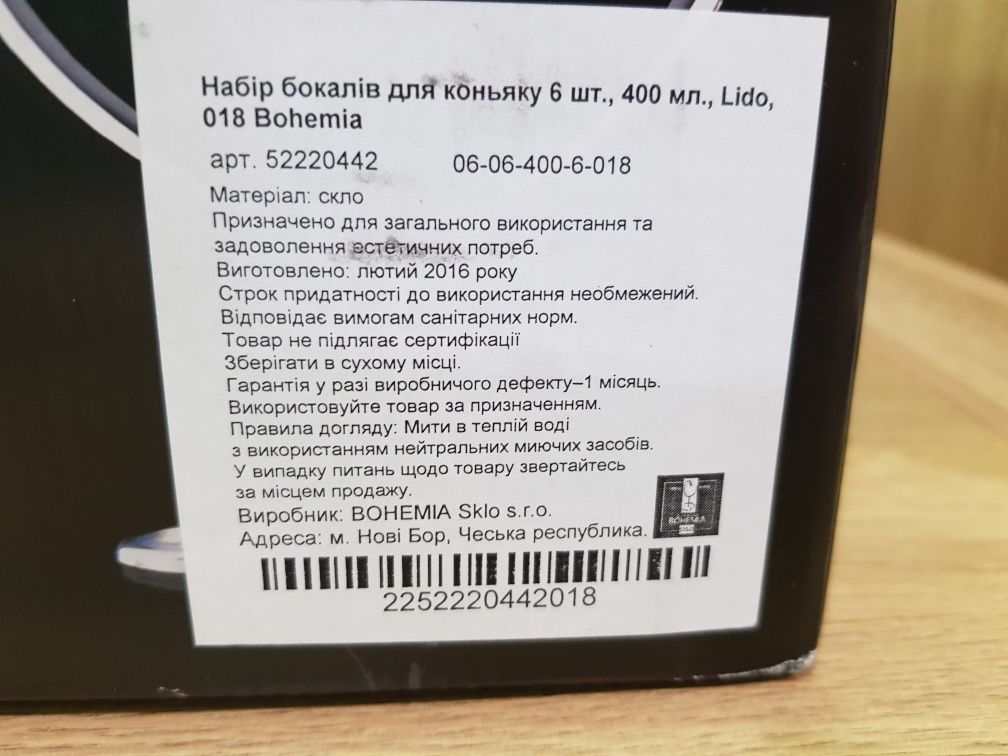 Набір бокалів для коньяку 6 шт., 400 мл., Lido,
018 Bohemia
арт. 52220442 06-06-400-6-018
Матеріал: скло
Призначено для загального використання та
задоволення естетичних потреб.
Виготовлено: лютий 2016 року
Строк придатності до використання необмежений.
Відповідає вимогам санітарних норм.
Товар не підлягає сертифікації
Зберігати в сухому місці.
Гарантія у разі виробничого дефекту–1 місяць.
Використовуйте товар за призначенням.
Правила догляду: Мити в теплій воді
з використанням нейтральних миючих засобів.
У випадку питань щодо товару звертайтесь
за місцем продажу.
Виробник: BOHEMIA Sklo s.r.o.
Адреса: м. Нові Бор, Чеська республика.
BOHEMIA
2252220442018